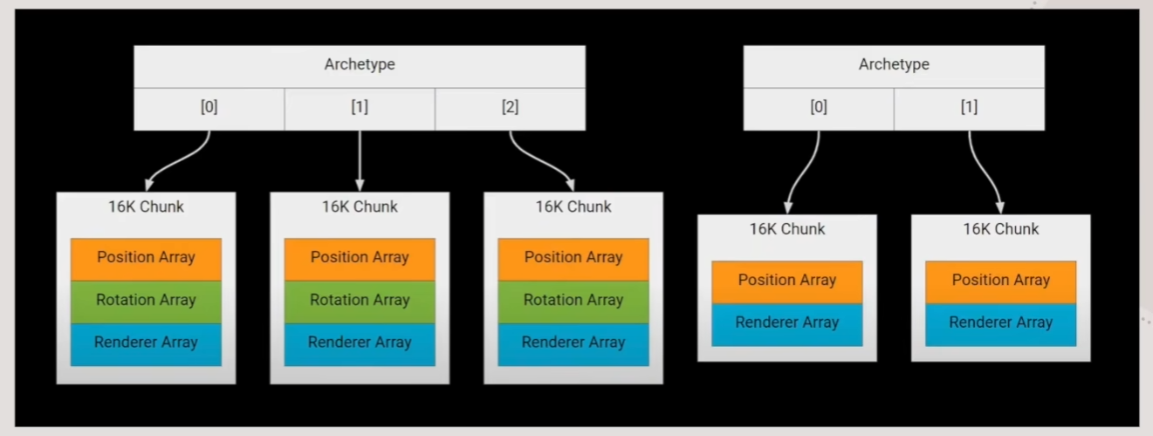 Archetype
[0] [1] [2]
16K Chunk
Position Array
Rotation Array
Renderer Array
16K Chunk
Position Array
Rotation Array
Renderer Array
16K Chunk
Position Array
Rotation Array
Renderer Array
Archetype
[0] [1]
16K Chunk
Position Array
Renderer Array
16K Chunk
Position Array
Renderer Array